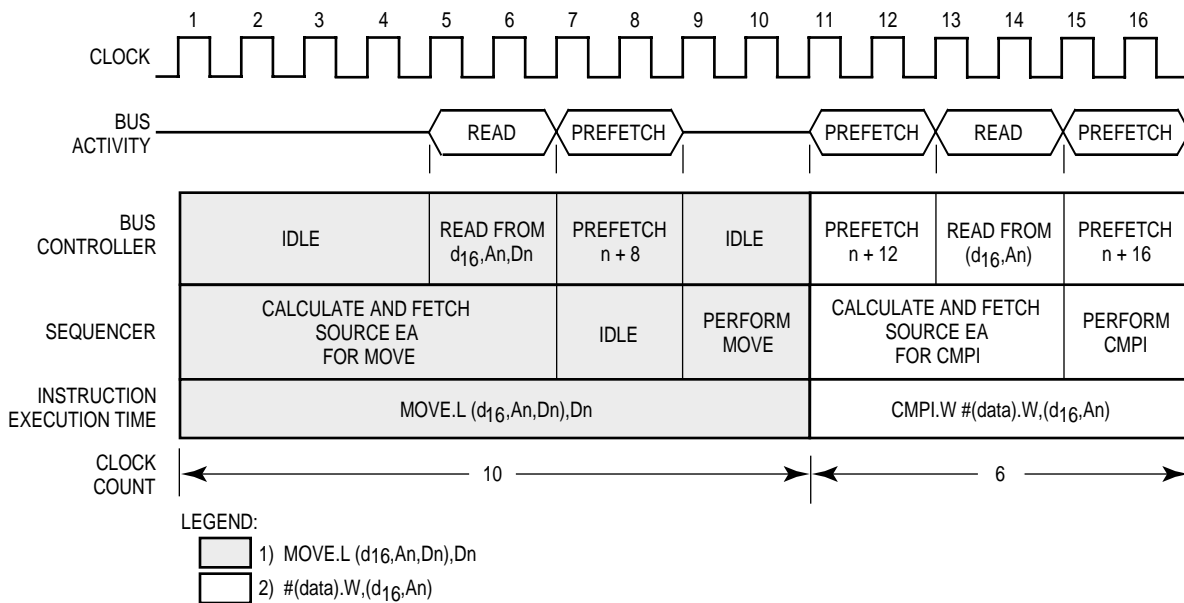 1 2 3 4 5 6 7 8 9 10 11 12 13 14 15 16
CLOCK
BUS
ACTIVITY
READ
PREFETCH
PREFETCH
READ
PREFETCH
BUS
CONTROLLER
IDLE
READ FROM
d16,An,Dn
PREFETCH
n + 8
IDLE
PREFETCH
n + 12
READ FROM
(d16,An)
PREFETCH
n + 16
SEQUENCER
CALCULATE AND FETCH
SOURCE EA
FOR MOVE
IDLE
PERFORM
MOVE
CALCULATE AND FETCH
SOURCE EA
FOR CMPI
PERFORM
CMPI
INSTRUCTION
EXECUTION TIME
MOVE.L (d16,An,Dn),Dn
CMPI.W #(data).W,(d16,An)
CLOCK
COUNT
10
6
LEGEND:
1) MOVE.L (d16,An,Dn),Dn
2) #(data).W,(d16,An)